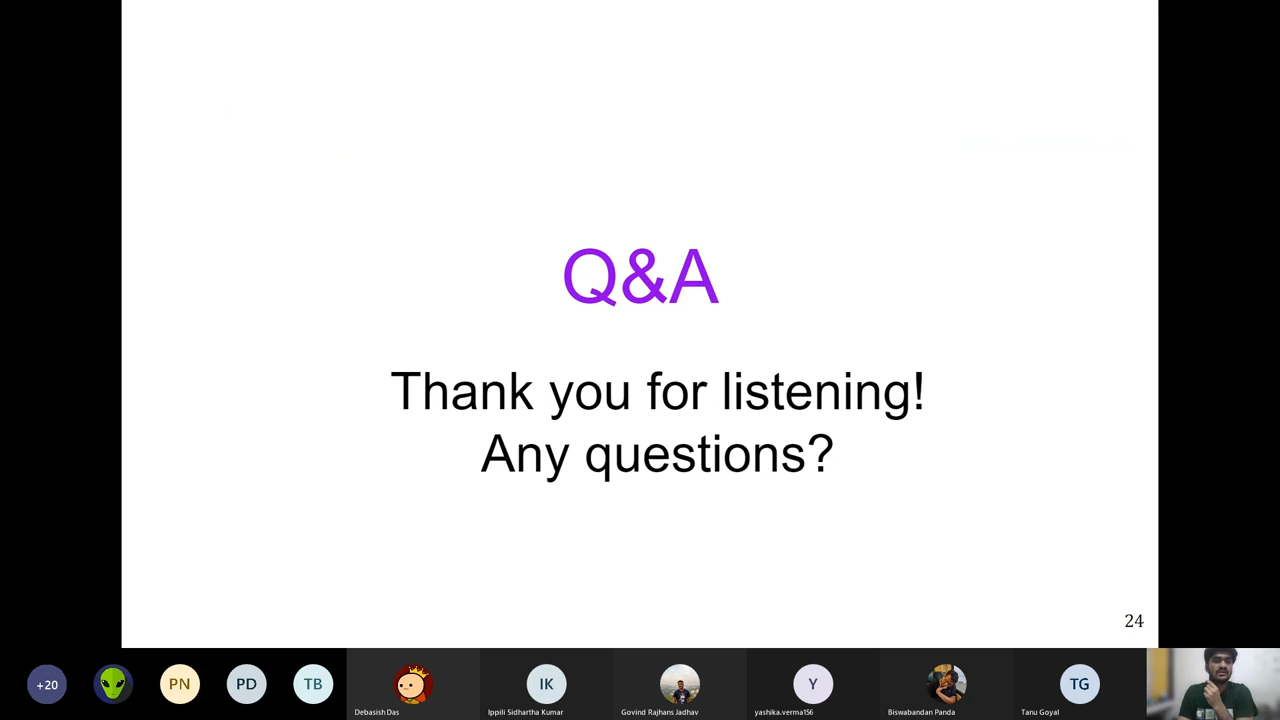 Q&A
Thank you for listening!
Any questions?
24
+20
PN
PD
TB
IK
Y
TG
Debasish Das
Ippili Sidhartha Kumar
Govind Rajhans Jadhav
yashika.verma156
Biswabandan Panda
Tanu Goyal